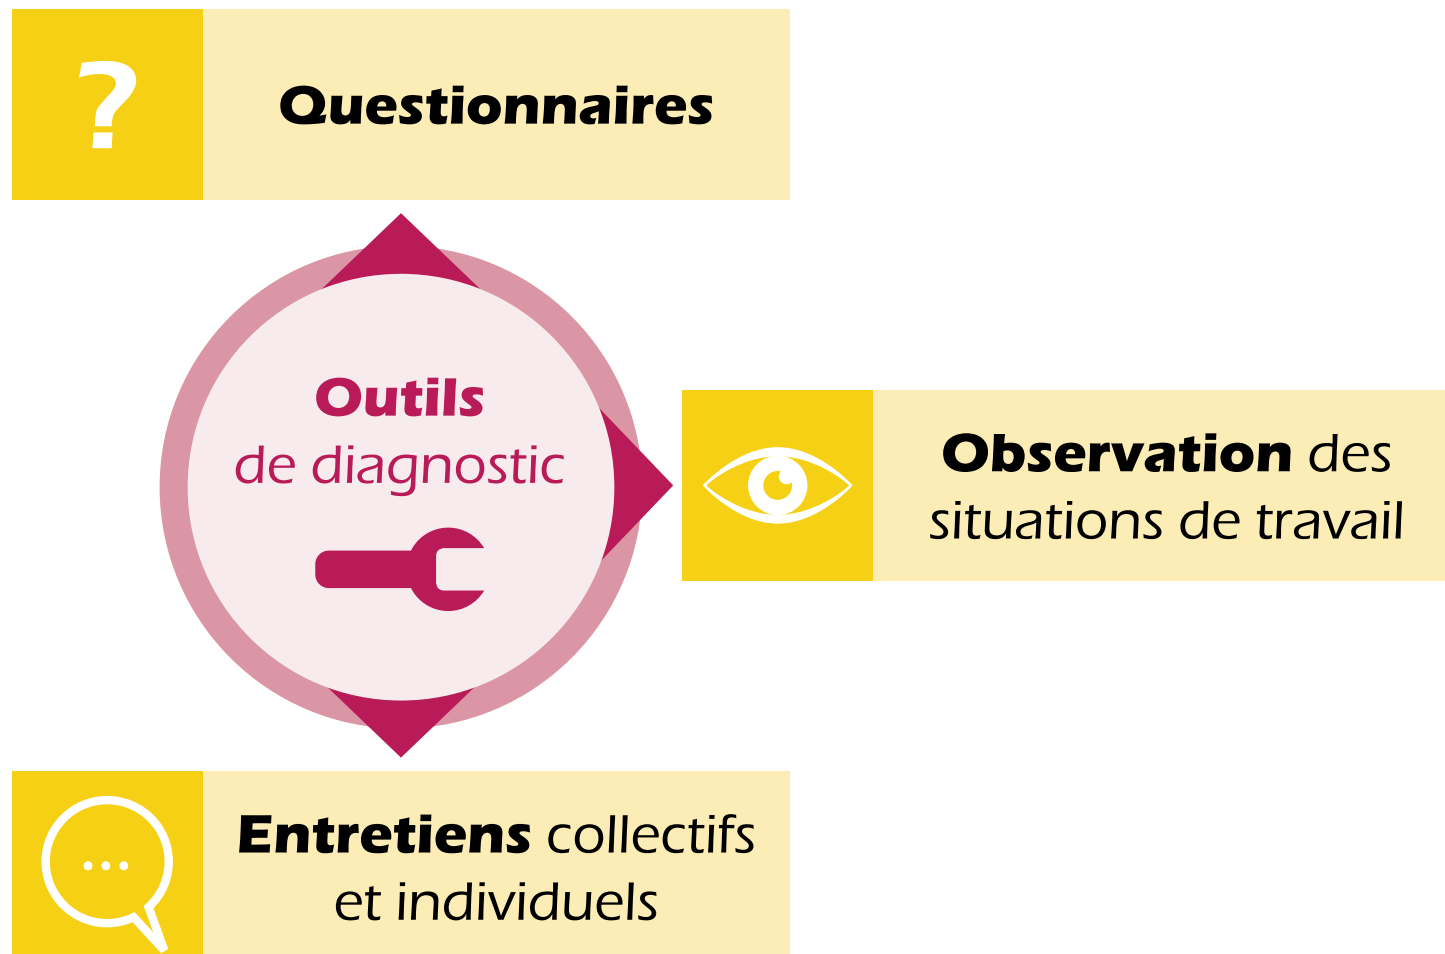 ?
Questionnaires
Outils
de diagnostic
Observation des
situations de travail
Entretiens collectifs
et individuels